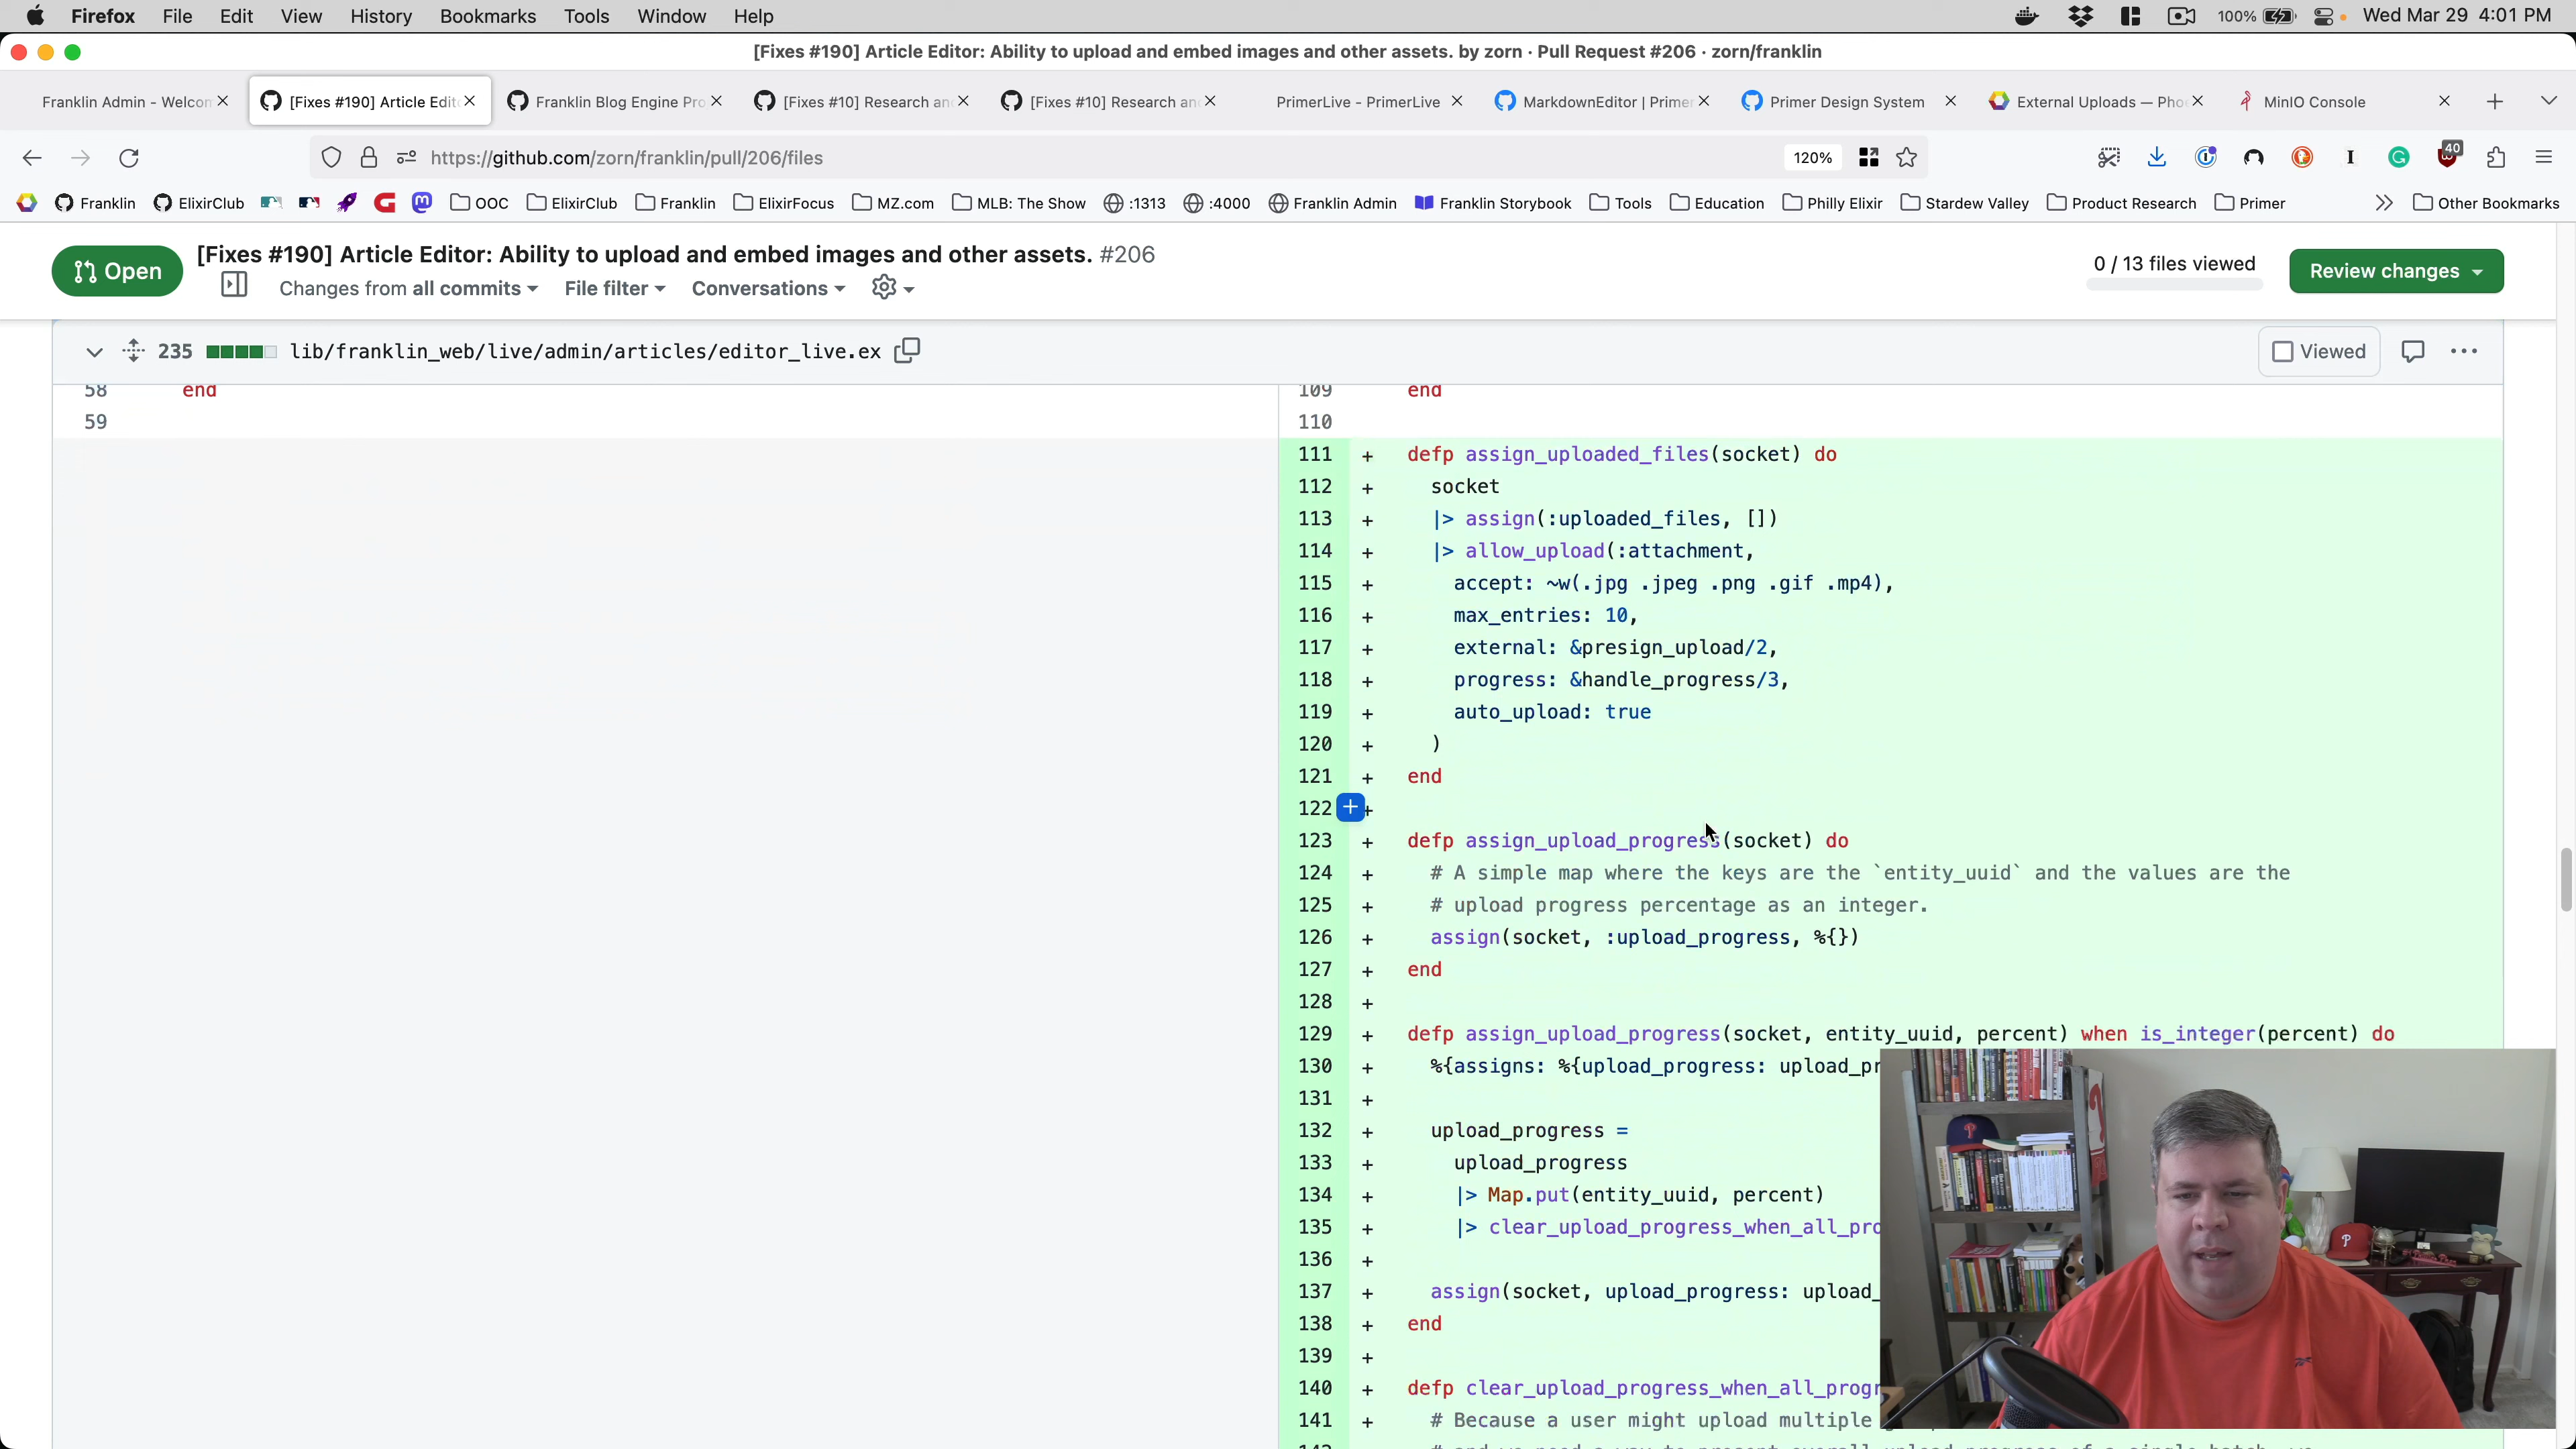 Firefox File Edit View History Bookmarks Tools Window Help 100% Wed Mar 29 4:01 PM
[Fixes #190] Article Editor: Ability to upload and embed images and other assets. by zorn · Pull Request #206 · zorn/franklin
Franklin Admin - Welcon [Fixes #190] Article Edit Franklin Blog Engine Pro [Fixes #10] Research an [Fixes #10] Research an PrimerLive - PrimerLive MarkdownEditor | Primer Primer Design System External Uploads — Pho MinIO Console
https://github.com/zorn/franklin/pull/206/files 120% 40
Franklin ElixirClub OOC ElixirClub Franklin ElixirFocus MZ.com MLB: The Show :1313 :4000 Franklin Admin Franklin Storybook Tools Education Philly Elixir Stardew Valley Product Research Primer Other Bookmarks
Open [Fixes #190] Article Editor: Ability to upload and embed images and other assets. #206
Changes from all commits File filter Conversations 0 / 13 files viewed Review changes
235 lib/franklin_web/live/admin/articles/editor_live.ex Viewed
58 end 109 end
59 110
111 + defp assign_uploaded_files(socket) do
112 + socket
113 + |> assign(:uploaded_files, [])
114 + |> allow_upload(:attachment,
115 + accept: ~w(.jpg .jpeg .png .gif .mp4),
116 + max_entries: 10,
117 + external: &presign_upload/2,
118 + progress: &handle_progress/3,
119 + auto_upload: true
120 + )
121 + end
122 +
123 + defp assign_upload_progress(socket) do
124 + # A simple map where the keys are the `entity_uuid` and the values are the
125 + # upload progress percentage as an integer.
126 + assign(socket, :upload_progress, %{})
127 + end
128 +
129 + defp assign_upload_progress(socket, entity_uuid, percent) when is_integer(percent) do
130 + %{assigns: %{upload_progress: upload_pr
131 +
132 + upload_progress =
133 + upload_progress
134 + |> Map.put(entity_uuid, percent)
135 + |> clear_upload_progress_when_all_pro
136 +
137 + assign(socket, upload_progress: upload_
138 + end
139 +
140 + defp clear_upload_progress_when_all_progr
141 + # Because a user might upload multiple